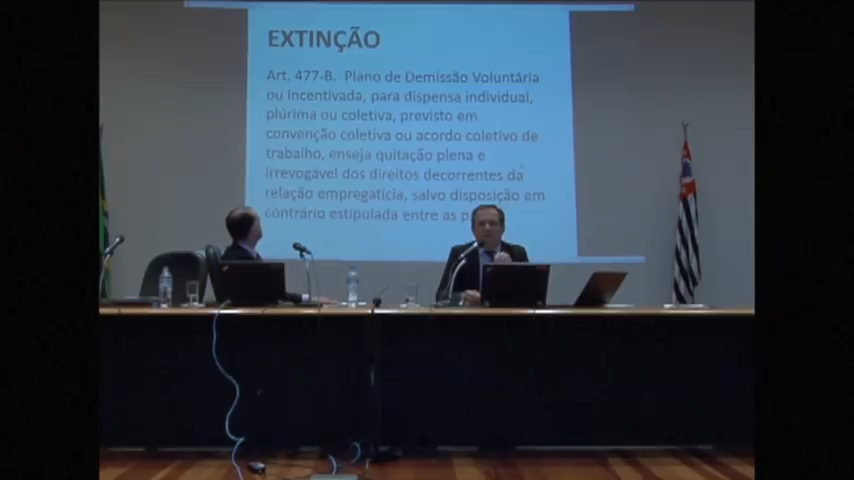 EXTINÇÃO
Art. 477-B. Plano de Demissão Voluntária
ou Incentivada, para dispensa individual,
plúrima ou coletiva, previsto em
convenção coletiva ou acordo coletivo de
trabalho, enseja quitação plena e
irrevogável dos direitos decorrentes da
relação empregatícia, salvo disposição em
contrário estipulada entre as